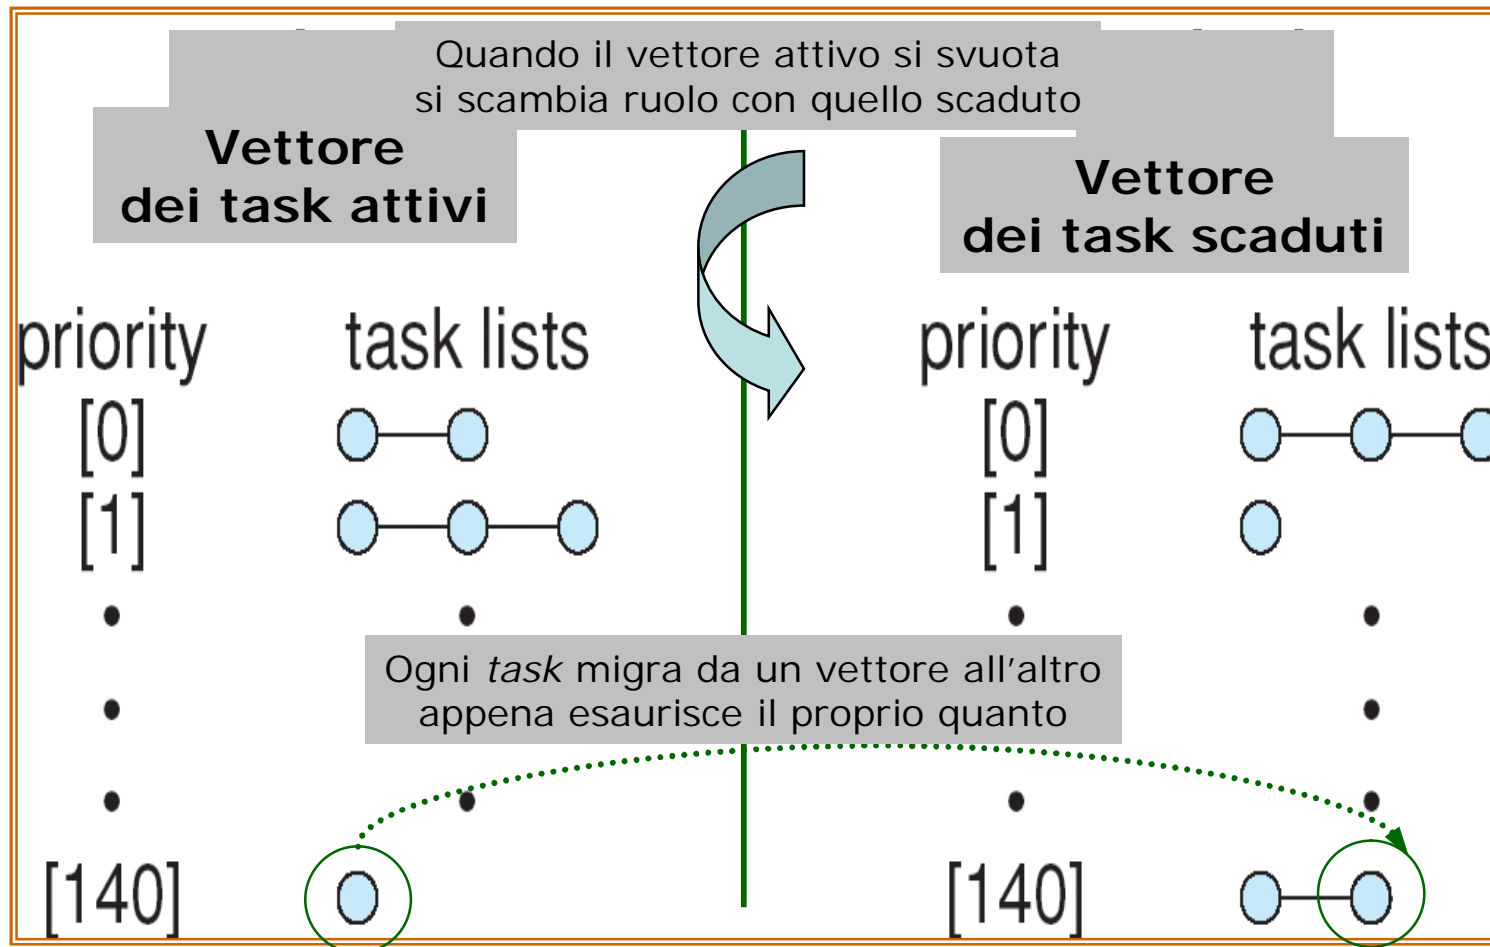 Quando il vettore attivo si svuota
si scambia ruolo con quello scaduto
Vettore
dei task attivi
Vettore
dei task scaduti
priority task lists
[0]
[1]
[140]
priority task lists
[0]
[1]
[140]
Ogni task migra da un vettore all'altro
appena esaurisce il proprio quanto